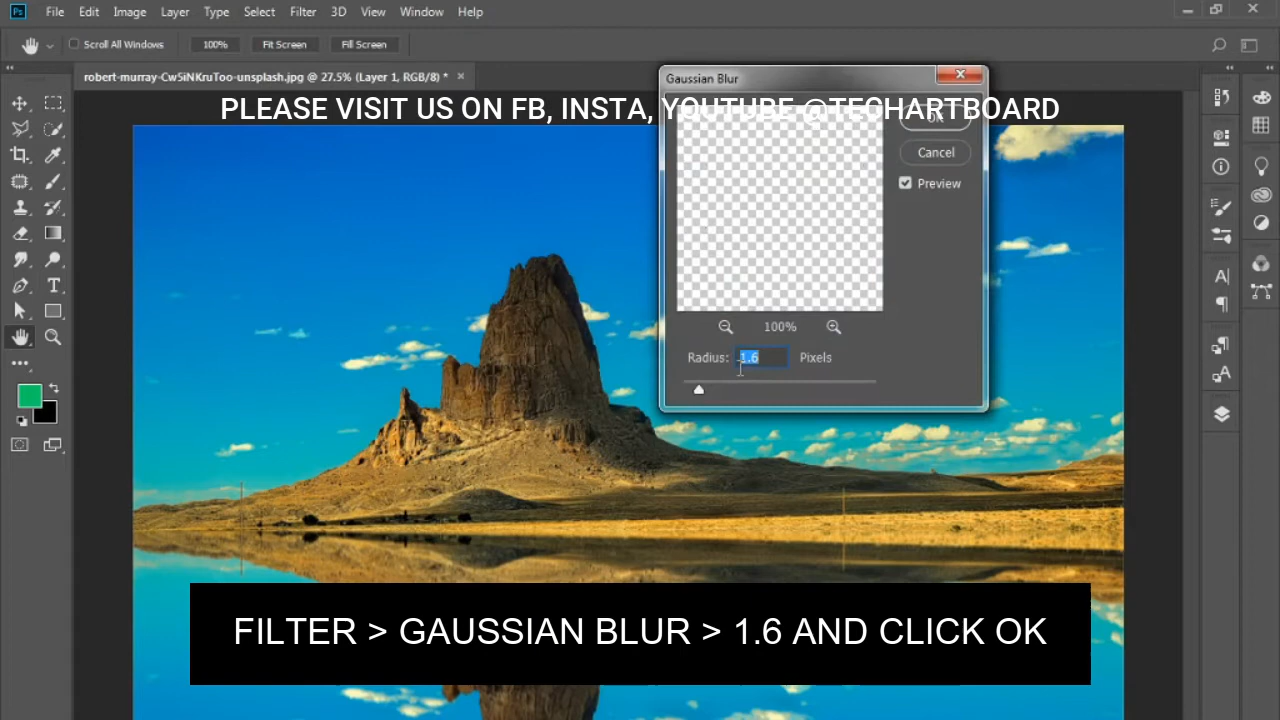 Ps File Edit Image Layer Type Select Filter 3D View Window Help
Scroll All Windows 100% Fit Screen Fill Screen
robert-murray-Cw5iNKruToo-unsplash.jpg @ 27.5% (Layer 1, RGB/8) * ×
Gaussian Blur
PLEASE VISIT US ON FB, INSTA, YOUTUBE @TECHARTBOARD
OK
Cancel
Preview
100%
Radius: 1.6 Pixels
FILTER > GAUSSIAN BLUR > 1.6 AND CLICK OK